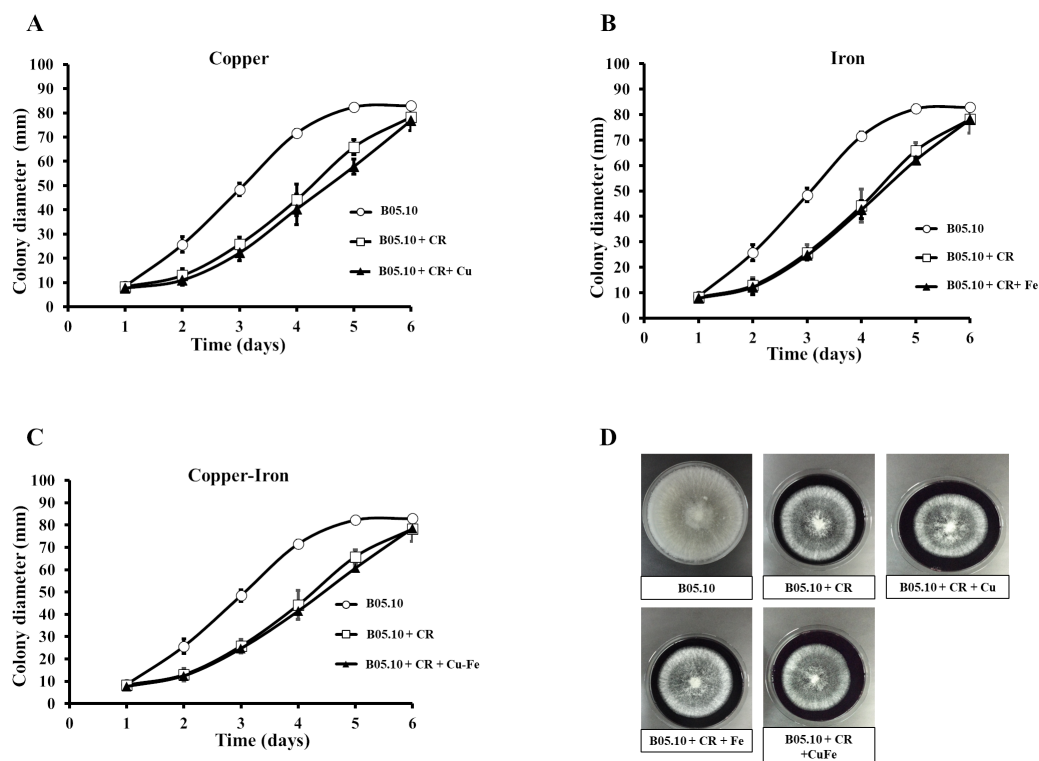 A
Copper
Colony diameter (mm)
100
90
80
70
60
50
40
30
20
10
0
0 1 2 3 4 5 6
Time (days)
B05.10
B05.10 + CR
B05.10 + CR+ Cu
B
Iron
Colony diameter (mm)
100
90
80
70
60
50
40
30
20
10
0
0 1 2 3 4 5 6
Time (days)
B05.10
B05.10 + CR
B05.10 + CR+ Fe
C
Copper-Iron
Colony diameter (mm)
100
90
80
70
60
50
40
30
20
10
0
0 1 2 3 4 5 6
Time (days)
B05.10
B05.10 + CR
B05.10 + CR + Cu-Fe
D
B05.10
B05.10 + CR
B05.10 + CR + Cu
B05.10 + CR + Fe
B05.10 + CR
+CuFe